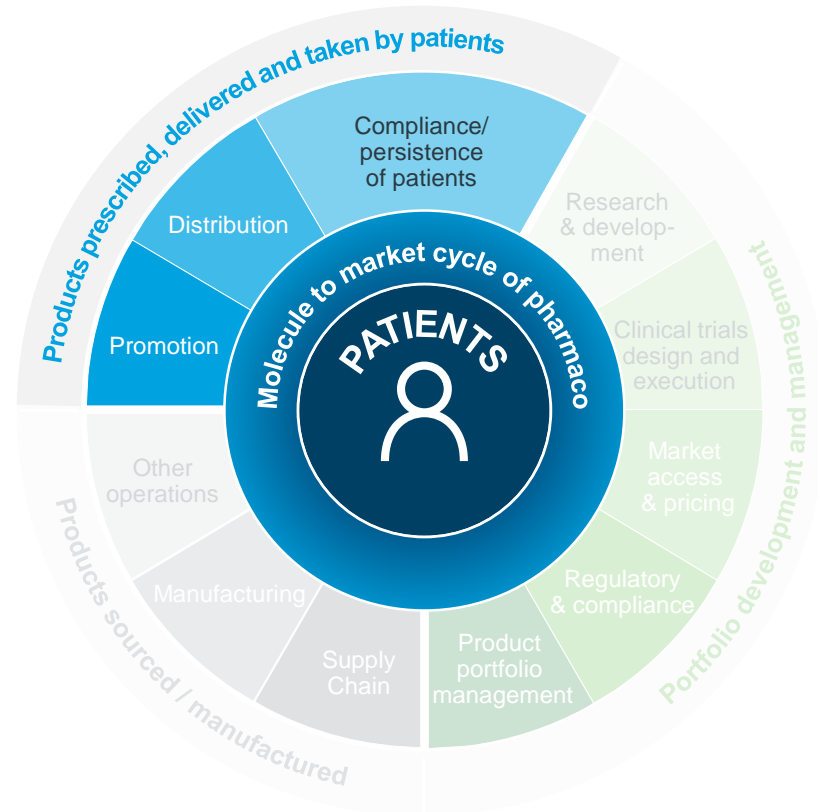 Products prescribed, delivered and taken by patients
Compliance/
persistence
of patients
Distribution
Promotion
Research
& develop-
ment
Clinical trials
design and
execution
Market
access
& pricing
Regulatory
& compliance
Product
portfolio
management
Portfolio development and management
Supply
Chain
Manufacturing
Other
operations
Products sourced / manufactured
Molecule to market cycle of pharmaco
PATIENTS